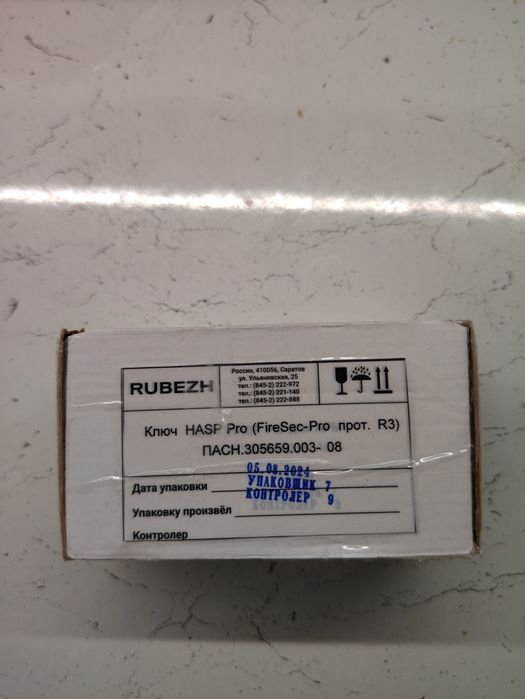 RUBEZH
Россия, 410056, Саратов
ул. Ульяновская, 25
тел.: (845-2) 222-972
тел.: (845-2) 221-140
тел.: (845-2) 222-888
Ключ HASP Pro (FireSec-Pro прот. R3)
ПАСН.305659.003- 08
05.08.2024
Дата упаковки УПАКОВЩИК 7
КОНТРОЛЕР 9
Упаковку произвёл КОНТРОЛЕР 9
Контролер